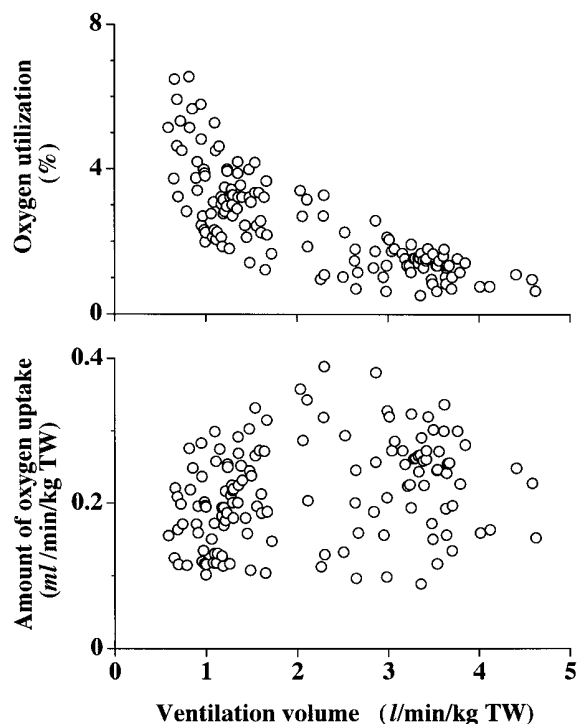 8
4
0
Oxygen utilization
(%)
0.4
0.2
0
Amount of oxygen uptake
(ml /min/kg TW)
0 1 2 3 4 5
Ventilation volume (l/min/kg TW)